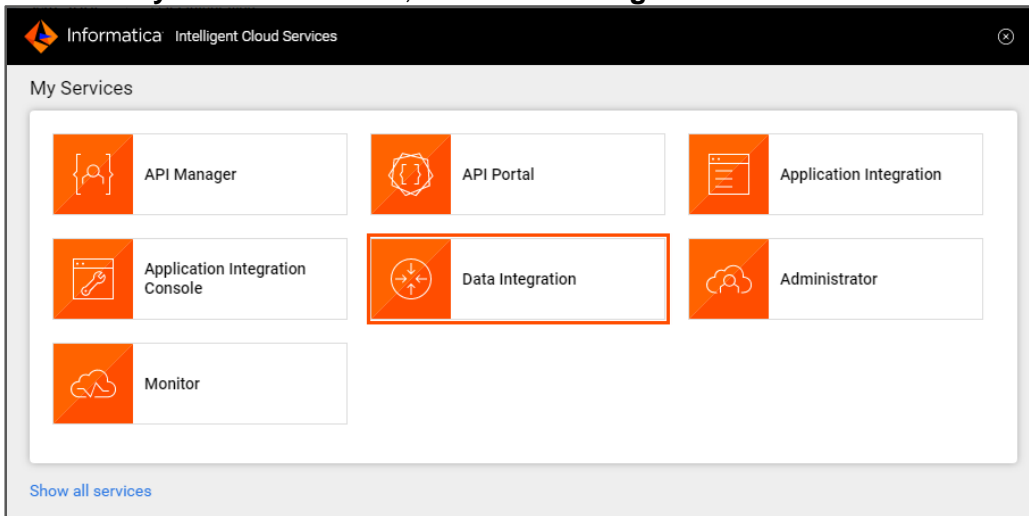 Informatica Intelligent Cloud Services
My Services
API Manager
API Portal
Application Integration
Application Integration
Console
Data Integration
Administrator
Monitor
Show all services